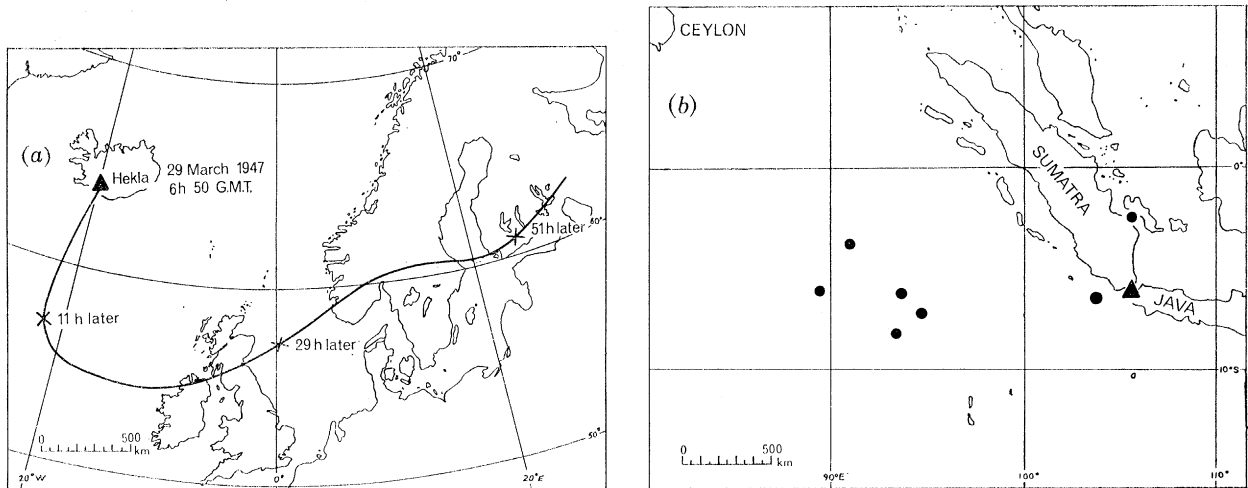 (a)
Hekla
29 March 1947
6h 50 G.M.T.
11 h later
29 h later
51 h later
70°
60°
50°
20°W
0°
20°E
0
500
km
(b)
CEYLON
SUMATRA
JAVA
0°
10°S
90°E
100°
110°
0
500
km